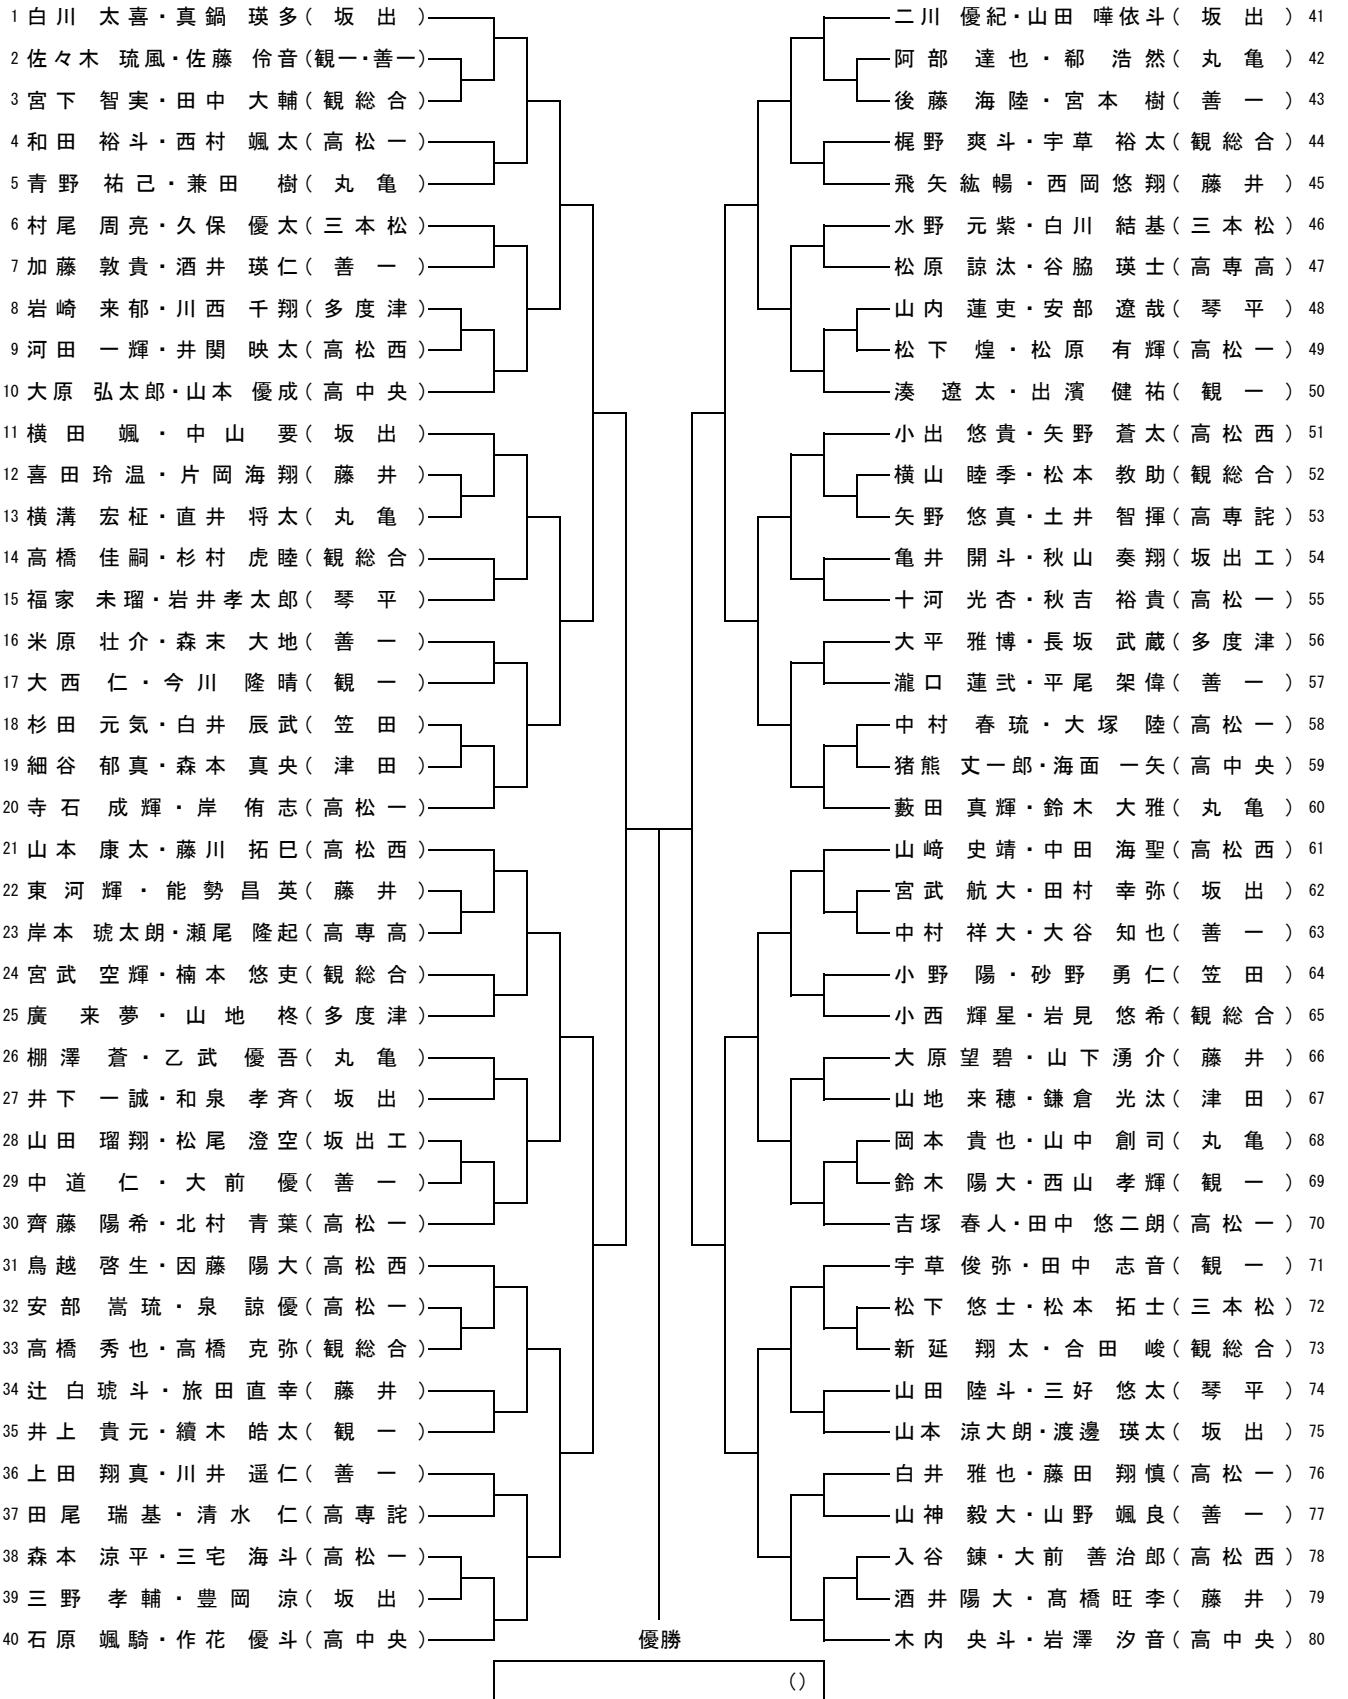 1 白川 太喜・真鍋 瑛多(坂出)
2 佐々木 琉風・佐藤 伶音(観一・善一)
3 宮下 智実・田中 大輔(観総合)
4 和田 裕斗・西村 颯太(高松一)
5 青野 祐己・兼田 樹(丸亀)
6 村尾 周亮・久保 優太(三本松)
7 加藤 敦貴・酒井 瑛仁(善一)
8 岩崎 来郁・川西 千翔(多度津)
9 河田 一輝・井関 映太(高松西)
10 大原 弘太郎・山本 優成(高中央)
11 横田 颯・中山 要(坂出)
12 喜田玲温・片岡海翔(藤井)
13 横溝 宏柾・直井 将太(丸亀)
14 高橋 佳嗣・杉村 虎睦(観総合)
15 福家 未瑠・岩井孝太郎(琴平)
16 米原 壮介・森末 大地(善一)
17 大西 仁・今川 隆晴(観一)
18 杉田 元気・白井 辰武(笠田)
19 細谷 郁真・森本 真央(津田)
20 寺石 成輝・岸 侑志(高松一)
21 山本 康太・藤川 拓巳(高松西)
22 東河輝・能勢昌英(藤井)
23 岸本 琥太朗・瀬尾 隆起(高専高)
24 宮武 空輝・楠本 悠吏(観総合)
25 廣 来夢・山地 柊(多度津)
26 棚澤 蒼・乙武 優吾(丸亀)
27 井下 一誠・和泉 孝斉(坂出)
28 山田 瑠翔・松尾 澄空(坂出工)
29 中道 仁・大前 優(善一)
30 齊藤 陽希・北村 青葉(高松一)
31 鳥越 啓生・因藤 陽大(高松西)
32 安部 嵩琉・泉 諒優(高松一)
33 高橋 秀也・高橋 克弥(観総合)
34 辻白琥斗・旅田直幸(藤井)
35 井上 貴元・續木 皓太(観一)
36 上田 翔真・川井 遥仁(善一)
37 田尾 瑞基・清水 仁(高専詫)
38 森本 涼平・三宅 海斗(高松一)
39 三野 孝輔・豊岡 涼(坂出)
40 石原 颯騎・作花 優斗(高中央)
二川 優紀・山田 嘩依斗(坂出) 41
阿部 達也・郗 浩然(丸亀) 42
後藤 海陸・宮本 樹(善一) 43
梶野 爽斗・宇草 裕太(観総合) 44
飛矢紘暢・西岡悠翔(藤井) 45
水野 元紫・白川 結基(三本松) 46
松原 諒汰・谷脇 瑛士(高専高) 47
山内 蓮吏・安部 遼哉(琴平) 48
松下 煌・松原 有輝(高松一) 49
湊 遼太・出濱 健祐(観一) 50
小出 悠貴・矢野 蒼太(高松西) 51
横山 睦季・松本 教助(観総合) 52
矢野 悠真・土井 智揮(高専詫) 53
亀井 開斗・秋山 奏翔(坂出工) 54
十河 光杏・秋吉 裕貴(高松一) 55
大平 雅博・長坂 武蔵(多度津) 56
瀧口 蓮弐・平尾 架偉(善一) 57
中村 春琉・大塚 陸(高松一) 58
猪熊 丈一郎・海面 一矢(高中央) 59
藪田 真輝・鈴木 大雅(丸亀) 60
山﨑 史靖・中田 海聖(高松西) 61
宮武 航大・田村 幸弥(坂出) 62
中村 祥大・大谷 知也(善一) 63
小野 陽・砂野 勇仁(笠田) 64
小西 輝星・岩見 悠希(観総合) 65
大原望碧・山下湧介(藤井) 66
山地 来穂・鎌倉 光汰(津田) 67
岡本 貴也・山中 創司(丸亀) 68
鈴木 陽大・西山 孝輝(観一) 69
吉塚 春人・田中 悠二朗(高松一) 70
宇草俊弥・田中 志音(観一) 71
松下 悠士・松本 拓士(三本松) 72
新延 翔太・合田 峻(観総合) 73
山田 陸斗・三好 悠太(琴平) 74
山本 涼大朗・渡邊 瑛太(坂出) 75
白井 雅也・藤田 翔慎(高松一) 76
山神 毅大・山野 颯良(善一) 77
入谷 錬・大前 善治郎(高松西) 78
酒井陽大・髙橋旺李(藤井) 79
木内 央斗・岩澤 汐音(高中央) 80
優勝
()